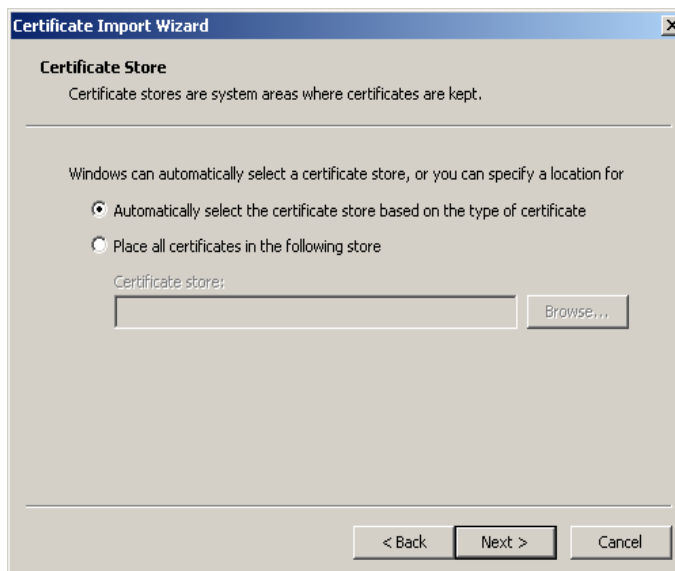 Certificate Import Wizard
Certificate Store
Certificate stores are system areas where certificates are kept.
Windows can automatically select a certificate store, or you can specify a location for
Automatically select the certificate store based on the type of certificate
Place all certificates in the following store
Certificate store:
Browse...
< Back Next > Cancel